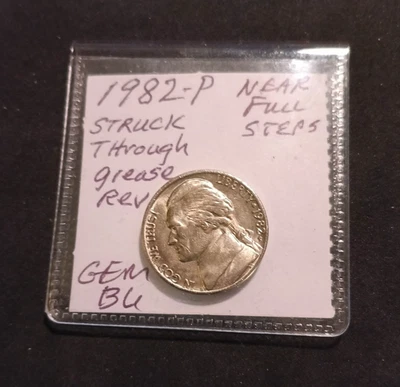 1982-P
STRUCK
Through
grease
Rev
GEM
BU
NEAR
Full
STEPS
IN GOD WE TRUST
LIBERTY 1982